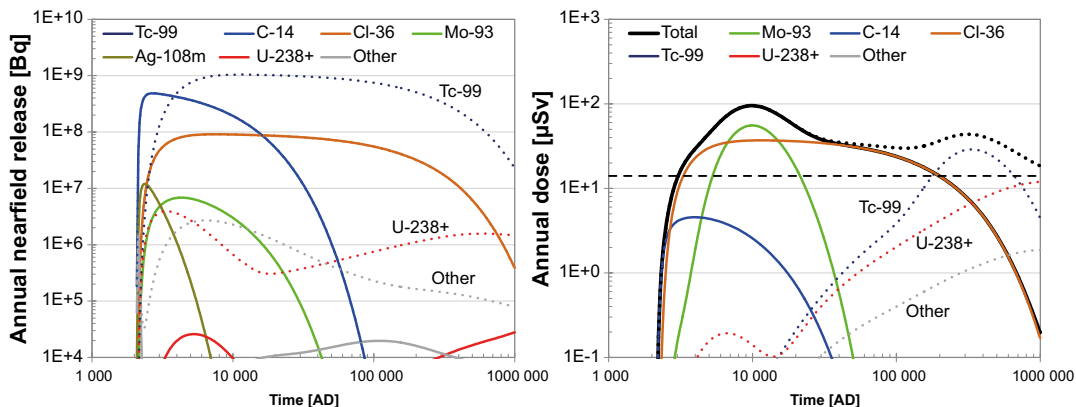 Annual nearfield release [Bq]
1E+10
1E+9
1E+8
1E+7
1E+6
1E+5
1E+4
Tc-99 C-14 Cl-36 Mo-93
Ag-108m U-238+ Other
Tc-99
U-238+
Other
1 000 10 000 100 000 1000 000
Time [AD]
Annual dose [µSv]
1E+3
1E+2
1E+1
1E+0
1E-1
Total Mo-93 C-14 Cl-36
Tc-99 U-238+ Other
Tc-99
U-238+
Other
1 000 10 000 100 000 1000 000
Time [AD]